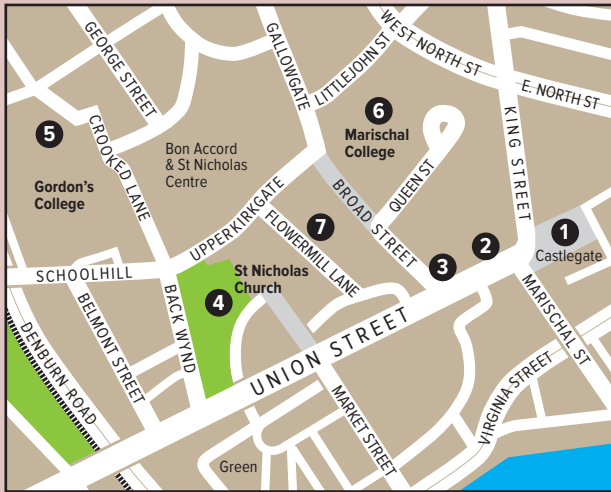 GEORGE STREET
GALLOWGATE
LITTLEJOHN ST
WEST NORTH ST
E. NORTH ST
KING STREET
5
Gordon's
College
CROOKED LANE
Bon Accord
& St Nicholas
Centre
6
Marischal
College
QUEEN ST
BROAD STREET
UPPERKIRKGATE
7
FLOWERMILL LANE
1
Castlegate
2
3
SCHOOLHILL
St Nicholas
Church
4
BACK WYND
BELMONT STREET
DENBURN ROAD
UNION STREET
MARISCHAL ST
VIRGINIA STREET
MARKET STREET
Green